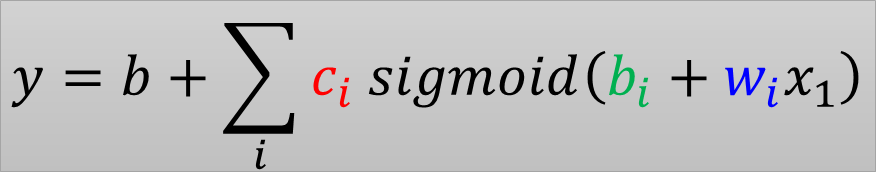 y = b + ∑_i c_i sigmoid(b_i + w_i x_1)